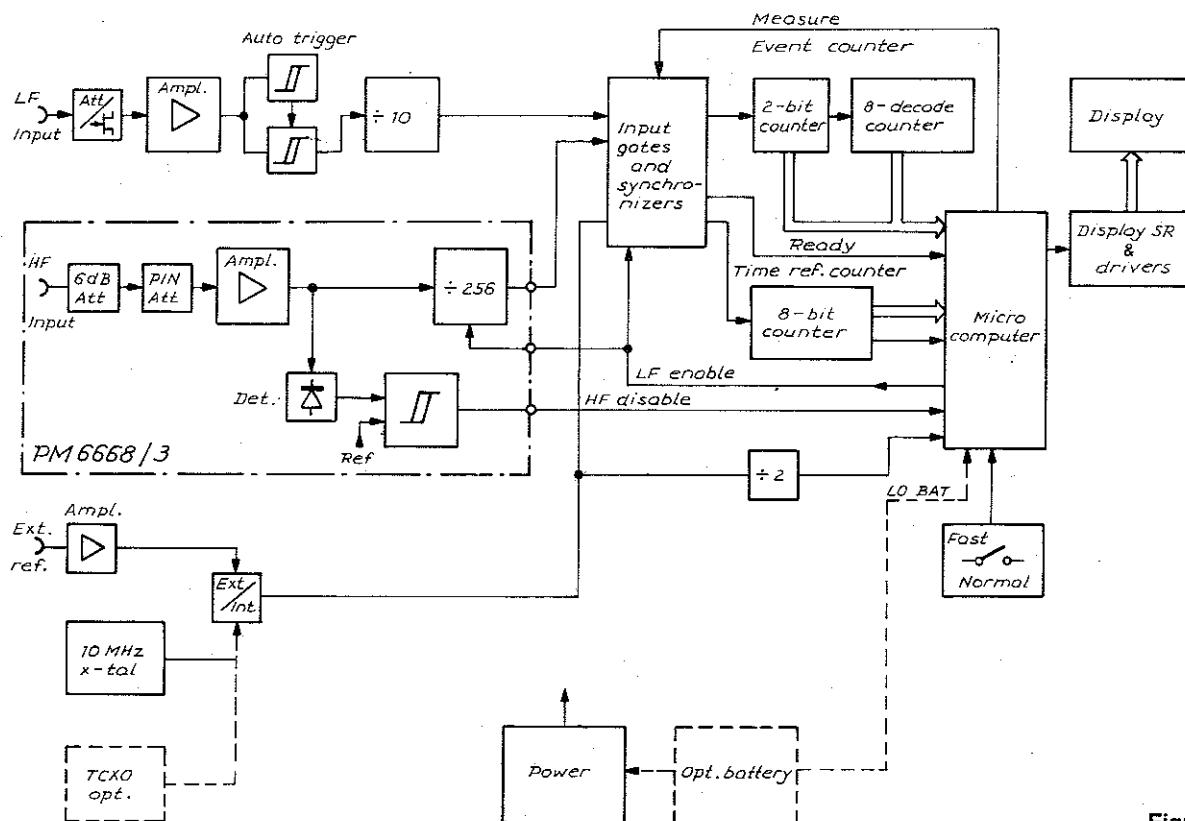 Measure
Event counter
Auto trigger
LF
Input
Att
Ampl.
÷ 10
Input
gates
and
synchro-
nizers
2-bit
counter
8-decade
counter
Display
Display SR
&
drivers
Ready
Time ref. counter
8-bit
counter
Micro
computer
HF
Input
6dB
Att
PIN
Att
Ampl.
÷ 256
LF enable
HF disable
Det.
Ref
PM 6668/3
÷ 2
LO BAT
Fast
Normal
Ext.
ref.
Ampl.
Ext
Int.
10 MHz
x-tal
TCXO
opt.
Power
Opt. battery
Figu